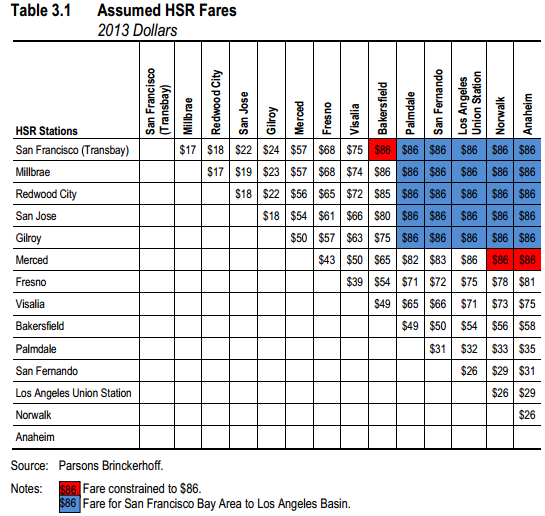 Table 3.1 Assumed HSR Fares
2013 Dollars
HSR Stations San Francisco (Transbay) Millbrae Redwood City San Jose Gilroy Merced Fresno Visalia Bakersfield Palmdale San Fernando Los Angeles Union Station Norwalk Anaheim
San Francisco (Transbay) $17 $18 $22 $24 $57 $68 $75 $86 $86 $86 $86 $86 $86
Millbrae $17 $19 $23 $57 $68 $74 $86 $86 $86 $86 $86 $86
Redwood City $18 $22 $56 $65 $72 $85 $86 $86 $86 $86 $86
San Jose $18 $54 $61 $66 $80 $86 $86 $86 $86 $86
Gilroy $50 $57 $63 $75 $86 $86 $86 $86 $86
Merced $43 $50 $65 $82 $83 $86 $86 $86
Fresno $39 $54 $71 $72 $75 $78 $81
Visalia $49 $65 $66 $71 $73 $75
Bakersfield $49 $50 $54 $56 $58
Palmdale $31 $32 $33 $35
San Fernando $26 $29 $31
Los Angeles Union Station $26 $29
Norwalk $26
Anaheim
Source: Parsons Brinckerhoff.
Notes: $86 Fare constrained to $86.
$86 Fare for San Francisco Bay Area to Los Angeles Basin.